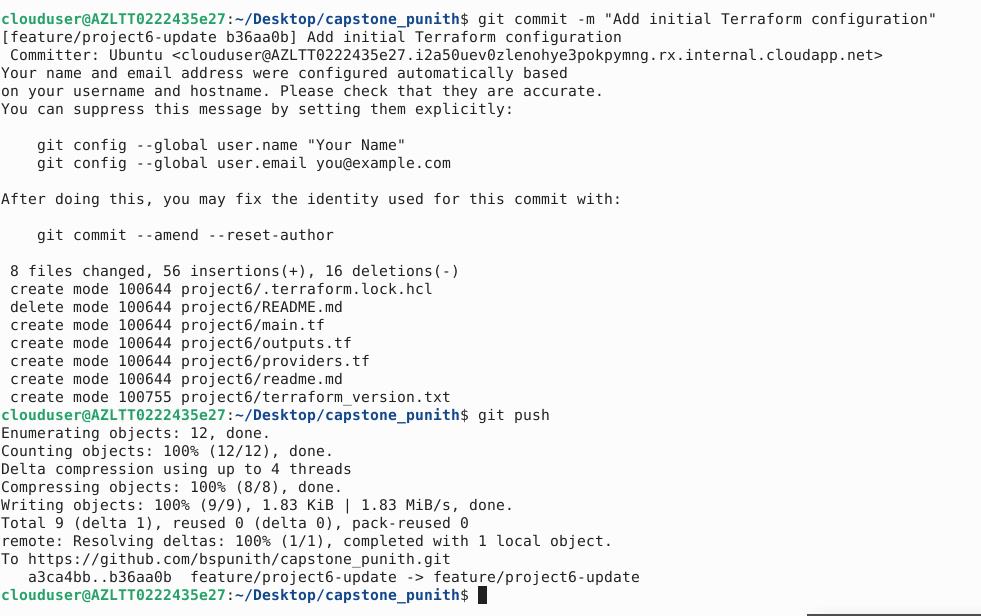 clouduser@AZLTT0222435e27:~/Desktop/capstone_punith$ git commit -m "Add initial Terraform configuration"
[feature/project6-update b36aa0b] Add initial Terraform configuration
 Committer: Ubuntu <clouduser@AZLTT0222435e27.i2a50uev0zlenohye3pokpymng.rx.internal.cloudapp.net>
Your name and email address were configured automatically based
on your username and hostname. Please check that they are accurate.
You can suppress this message by setting them explicitly:

    git config --global user.name "Your Name"
    git config --global user.email you@example.com

After doing this, you may fix the identity used for this commit with:

    git commit --amend --reset-author

 8 files changed, 56 insertions(+), 16 deletions(-)
 create mode 100644 project6/.terraform.lock.hcl
 delete mode 100644 project6/README.md
 create mode 100644 project6/main.tf
 create mode 100644 project6/outputs.tf
 create mode 100644 project6/providers.tf
 create mode 100644 project6/readme.md
 create mode 100755 project6/terraform_version.txt
clouduser@AZLTT0222435e27:~/Desktop/capstone_punith$ git push
Enumerating objects: 12, done.
Counting objects: 100% (12/12), done.
Delta compression using up to 4 threads
Compressing objects: 100% (8/8), done.
Writing objects: 100% (9/9), 1.83 KiB | 1.83 MiB/s, done.
Total 9 (delta 1), reused 0 (delta 0), pack-reused 0
remote: Resolving deltas: 100% (1/1), completed with 1 local object.
To https://github.com/bspunith/capstone_punith.git
   a3ca4bb..b36aa0b  feature/project6-update -> feature/project6-update
clouduser@AZLTT0222435e27:~/Desktop/capstone_punith$